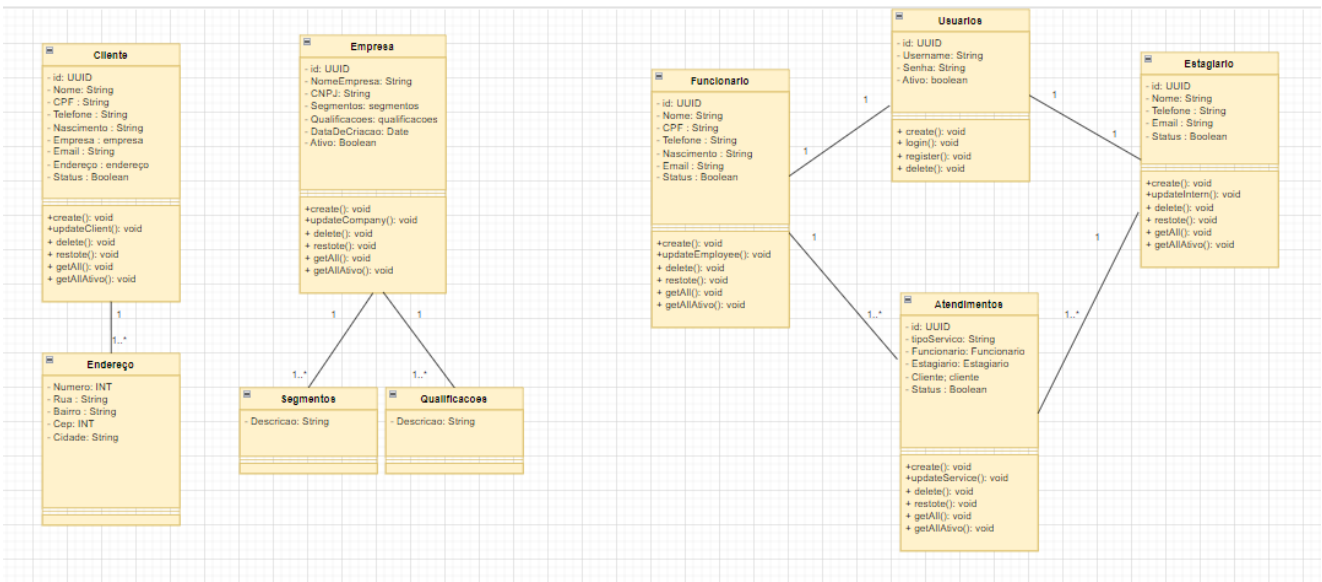 Cliente
- id: UUID
- Nome: String
- CPF : String
- Telefone : String
- Nascimento : String
- Empresa : empresa
- Email : String
- Endereço : endereço
- Status : Boolean
+create(): void
+updateClient(): void
+ delete(): void
+ restote(): void
+ getAll(): void
+ getAllAtivo(): void
1
1..*
Endereço
- Numero: INT
- Rua : String
- Bairro : String
- Cep: INT
- Cidade: String
Empresa
- id: UUID
- NomeEmpresa: String
- CNPJ: String
- Segmentos: segmentos
- Qualificacoes: qualificacoes
- DataDeCriacao: Date
- Ativo: Boolean
+create(): void
+updateCompany(): void
+ delete(): void
+ restote(): void
+ getAll(): void
+ getAllAtivo(): void
1
1
1..*
1..*
Segmentos
- Descricao: String
Qualificacoes
- Descricao: String
Funcionario
- id: UUID
- Nome: String
- CPF : String
- Telefone : String
- Nascimento : String
- Email : String
- Status : Boolean
+create(): void
+updateEmployee(): void
+ delete(): void
+ restote(): void
+ getAll(): void
+ getAllAtivo(): void
1
1
Usuarios
- id: UUID
- Username: String
- Senha: String
- Ativo: boolean
+ create(): void
+ login(): void
+ register(): void
+ delete(): void
1
1
Estagiario
- id: UUID
- Nome: String
- Telefone : String
- Email : String
- Status : Boolean
+create(): void
+updateIntern(): void
+ delete(): void
+ restote(): void
+ getAll(): void
+ getAllAtivo(): void
1
1
1..*
1..*
Atendimentos
- id: UUID
- tipoServico: String
- Funcionario: Funcionario
- Estagiario: Estagiario
- Cliente; cliente
- Status : Boolean
+create(): void
+updateService(): void
+ delete(): void
+ restote(): void
+ getAll(): void
+ getAllAtivo(): void